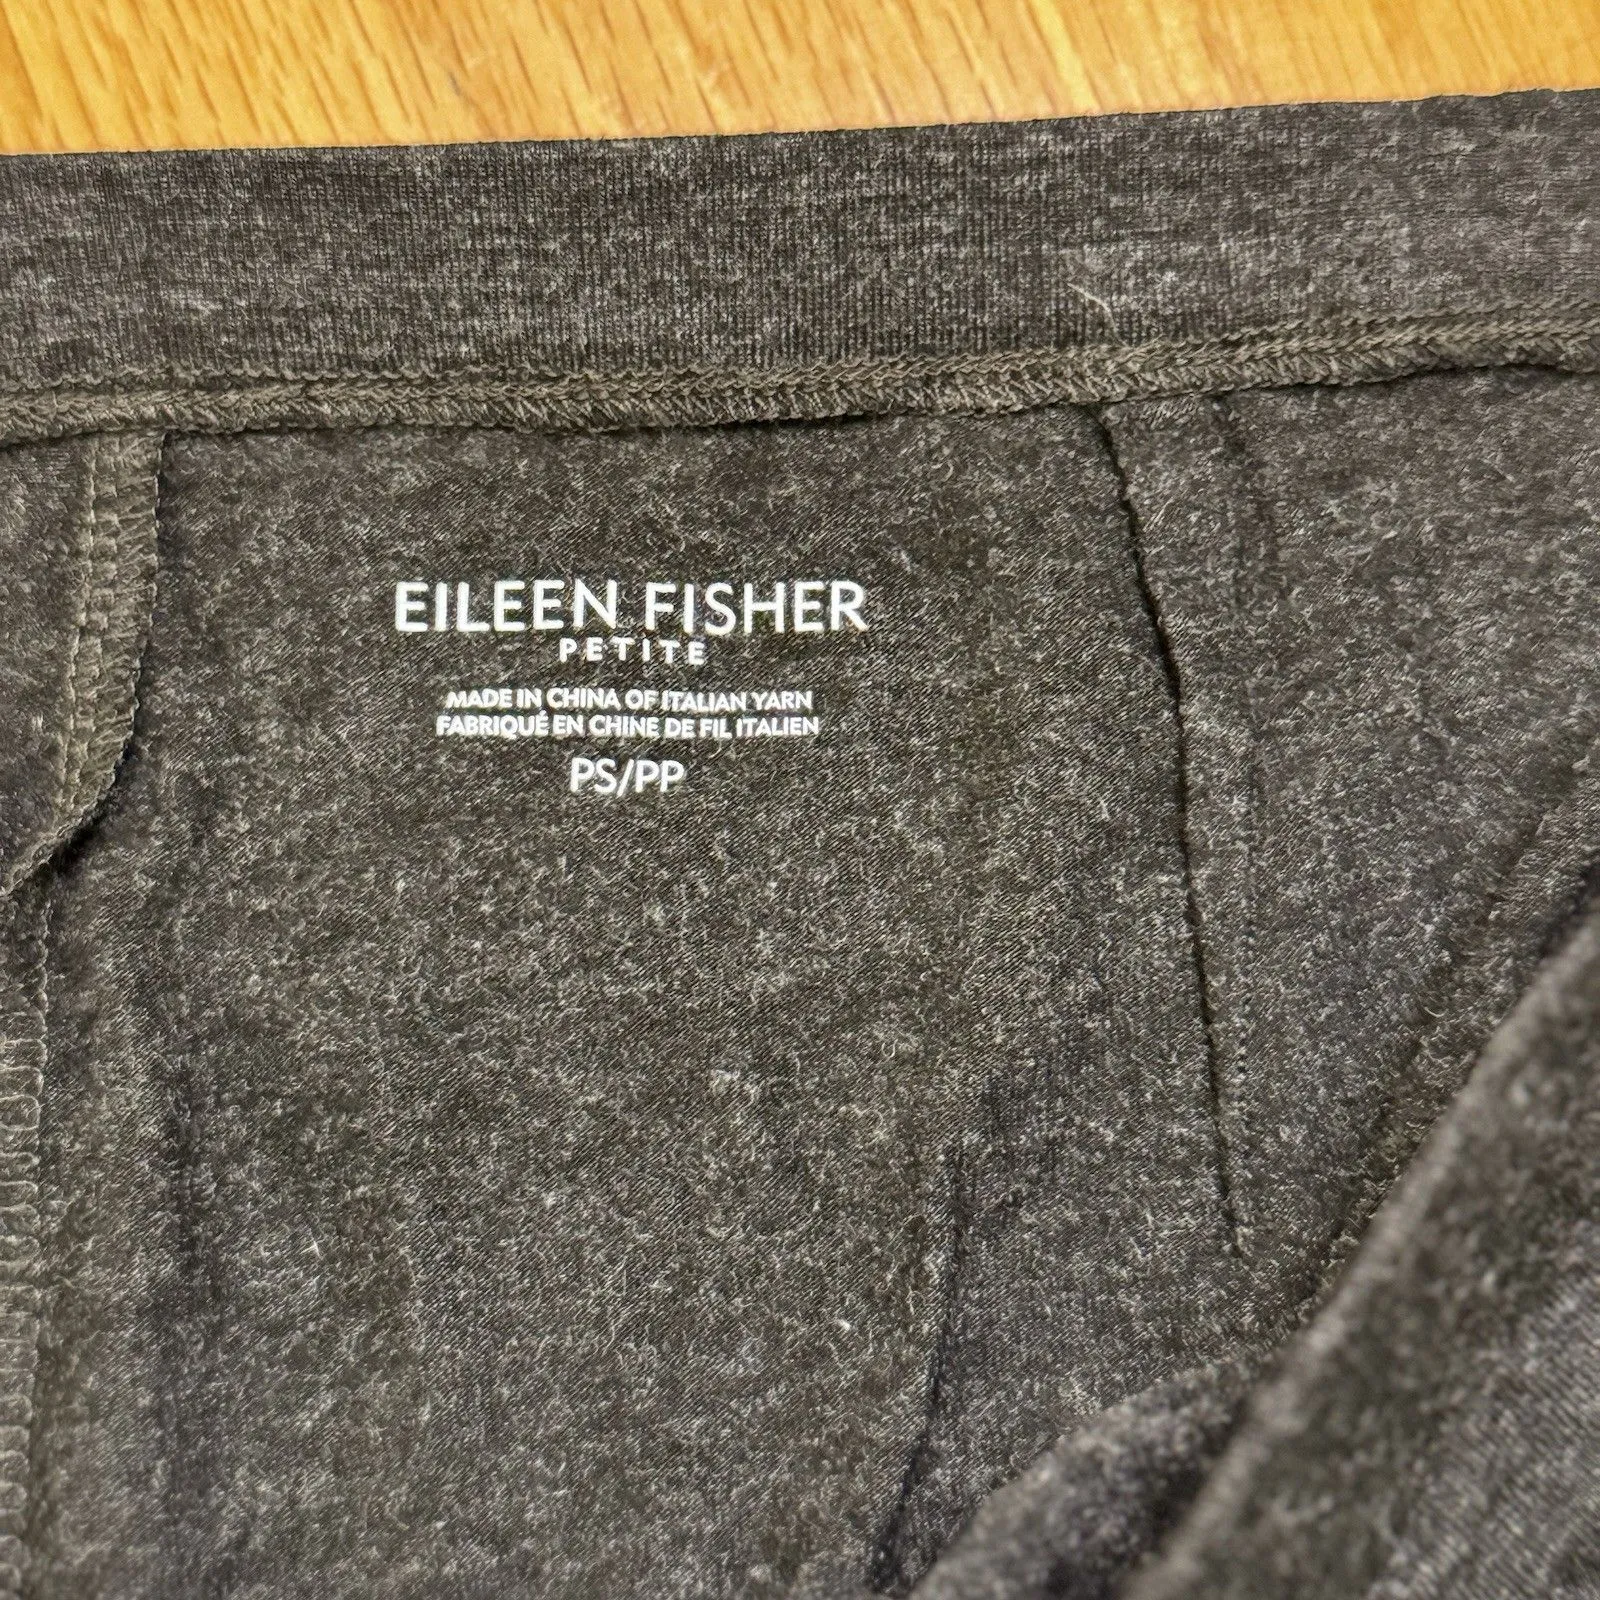 EILEEN FISHER
PETITE
MADE IN CHINA OF ITALIAN YARN
FABRIQUÉ EN CHINE DE FIL ITALIEN
PS/PP